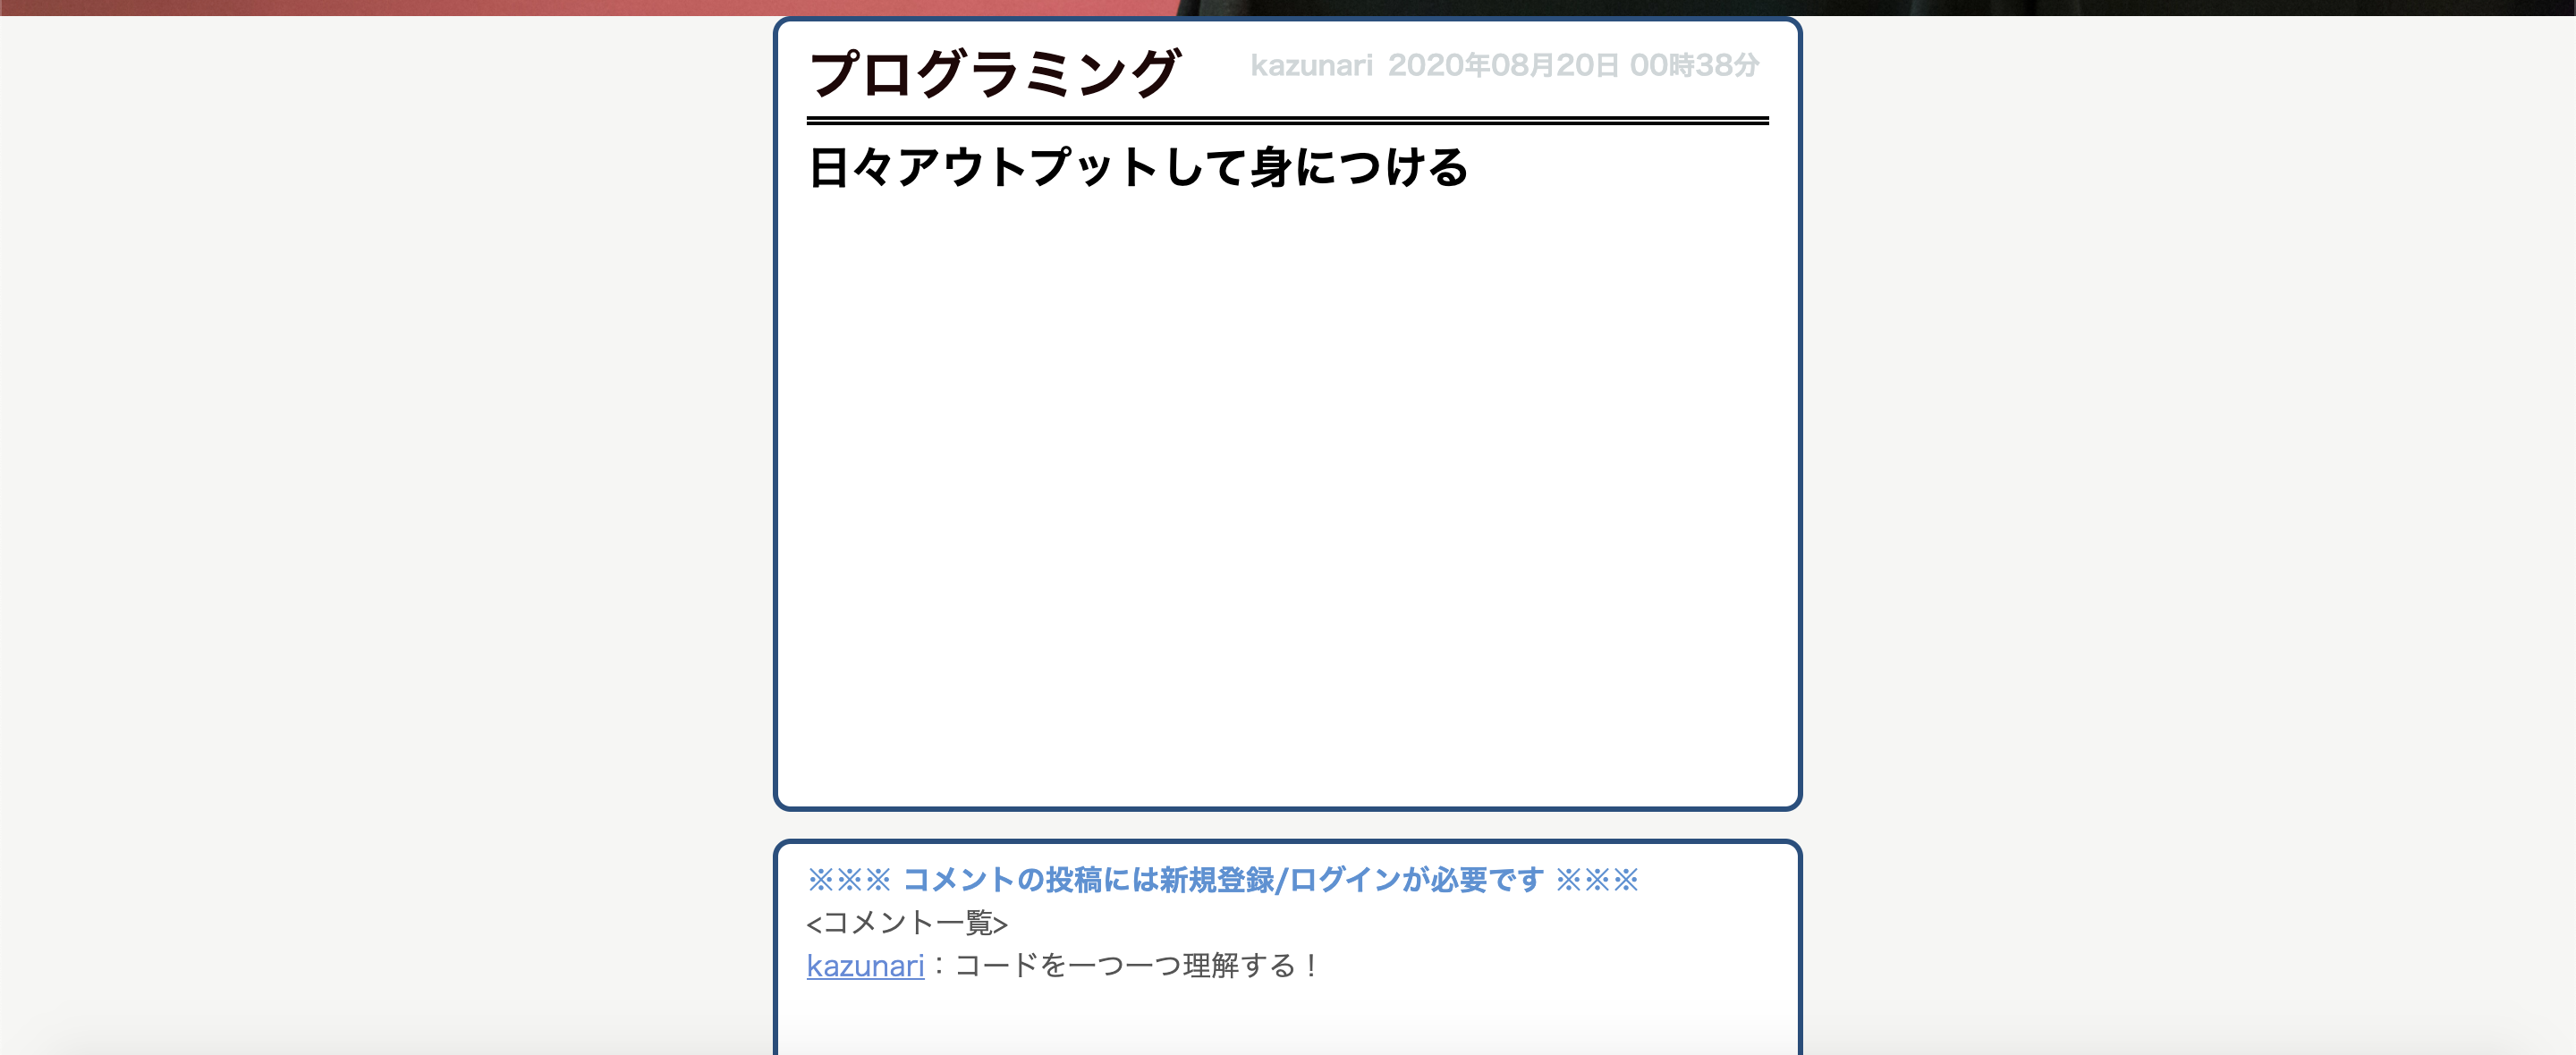 プログラミング kazunari 2020年08月20日 00時38分
日々アウトプットして身につける
※※※ コメントの投稿には新規登録/ログインが必要です ※※※
<コメント一覧>
kazunari：コードを一つ一つ理解する！